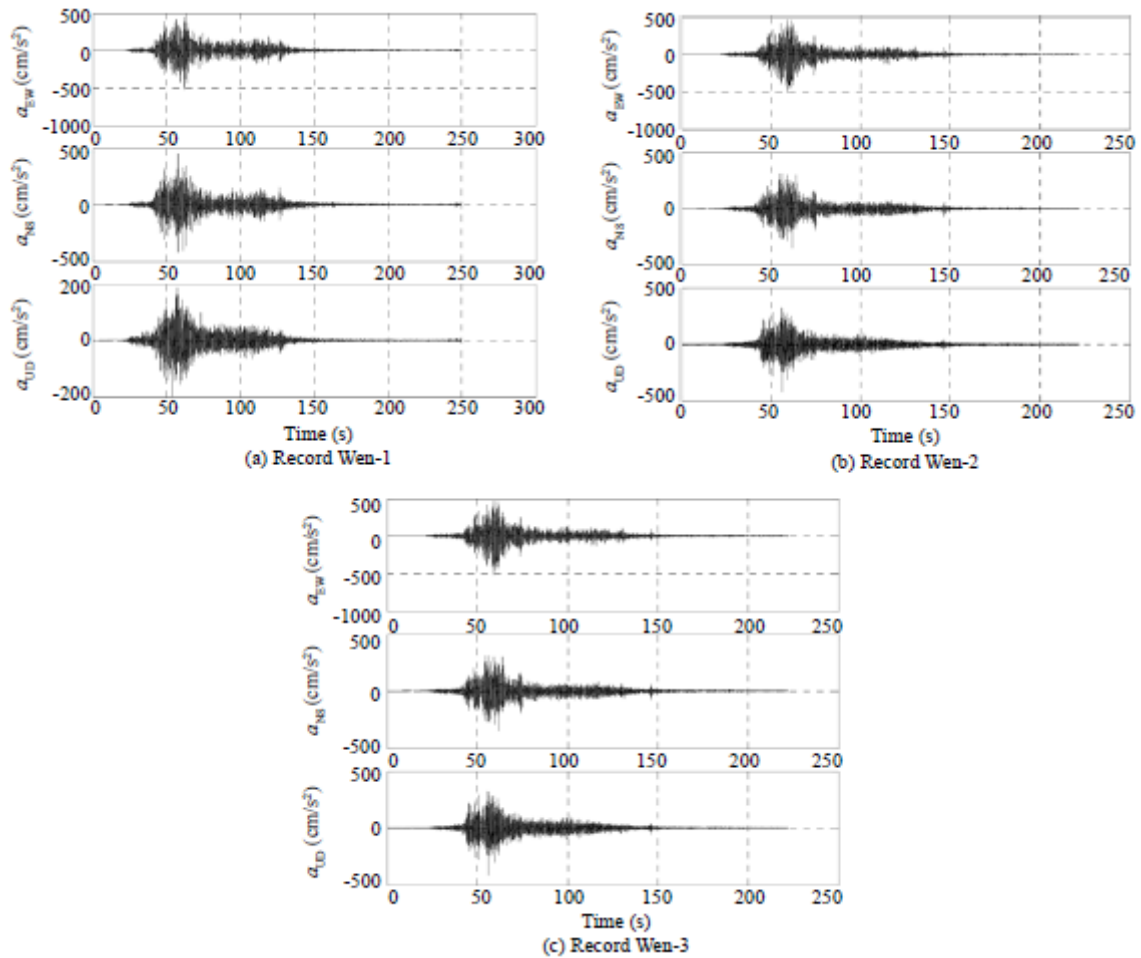 500
0
-500
-1000
a_EW (cm/s²)
0 50 100 150 200 250 300
500
0
-500
a_NS (cm/s²)
0 50 100 150 200 250 300
200
0
-200
a_UD (cm/s²)
0 50 100 150 200 250 300
Time (s)
(a) Record Wen-1
500
0
-500
-1000
a_EW (cm/s²)
0 50 100 150 200 250
500
0
-500
a_NS (cm/s²)
0 50 100 150 200 250
500
0
-500
a_UD (cm/s²)
0 50 100 150 200 250
Time (s)
(b) Record Wen-2
500
0
-500
-1000
a_EW (cm/s²)
0 50 100 150 200 250
500
0
-500
a_NS (cm/s²)
0 50 100 150 200 250
500
0
-500
a_UD (cm/s²)
0 50 100 150 200 250
Time (s)
(c) Record Wen-3